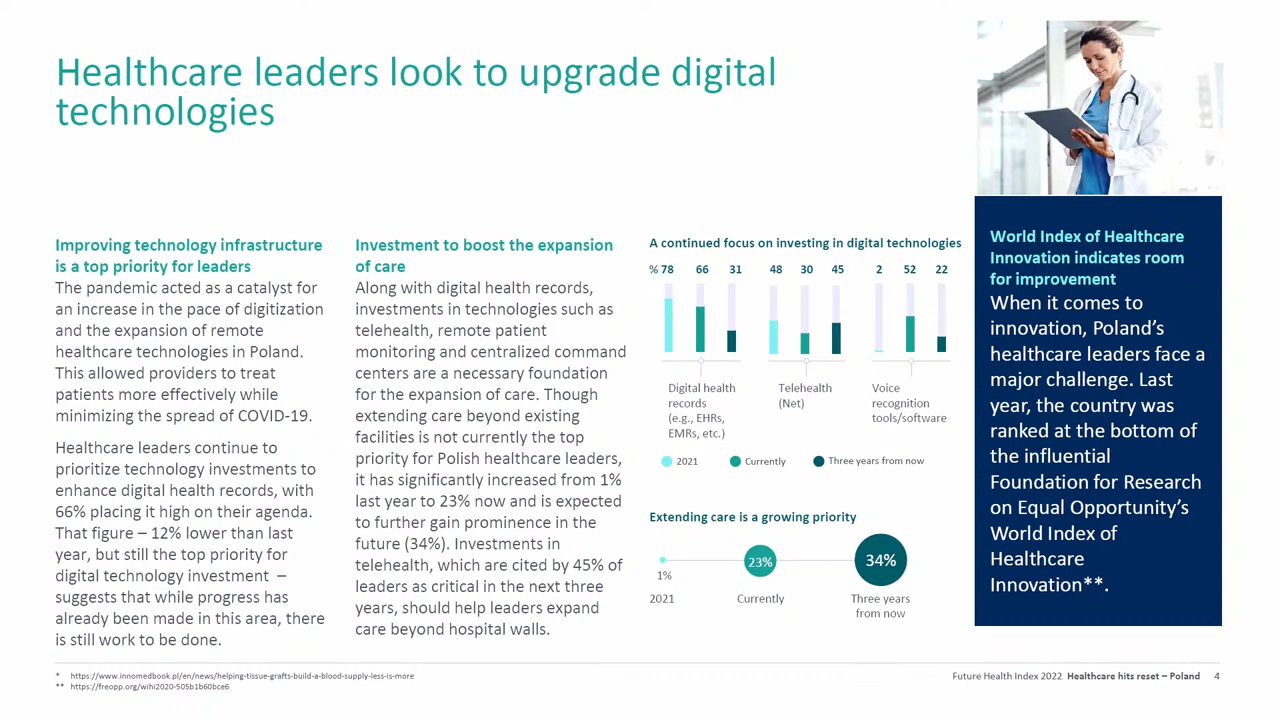 Healthcare leaders look to upgrade digital
technologies
Improving technology infrastructure
is a top priority for leaders
The pandemic acted as a catalyst for
an increase in the pace of digitization
and the expansion of remote
healthcare technologies in Poland.
This allowed providers to treat
patients more effectively while
minimizing the spread of COVID-19.
Healthcare leaders continue to
prioritize technology investments to
enhance digital health records, with
66% placing it high on their agenda.
That figure – 12% lower than last
year, but still the top priority for
digital technology investment –
suggests that while progress has
already been made in this area, there
is still work to be done.
Investment to boost the expansion
of care
Along with digital health records,
investments in technologies such as
telehealth, remote patient
monitoring and centralized command
centers are a necessary foundation
for the expansion of care. Though
extending care beyond existing
facilities is not currently the top
priority for Polish healthcare leaders,
it has significantly increased from 1%
last year to 23% now and is expected
to further gain prominence in the
future (34%). Investments in
telehealth, which are cited by 45% of
leaders as critical in the next three
years, should help leaders expand
care beyond hospital walls.
A continued focus on investing in digital technologies
% 78 66 31 48 30 45 2 52 22
Digital health
records
(e.g., EHRs,
EMRs, etc.)
Telehealth
(Net)
Voice
recognition
tools/software
2021 Currently Three years from now
Extending care is a growing priority
1% 23% 34%
2021 Currently Three years
from now
World Index of Healthcare
Innovation indicates room
for improvement
When it comes to
innovation, Poland's
healthcare leaders face a
major challenge. Last
year, the country was
ranked at the bottom of
the influential
Foundation for Research
on Equal Opportunity's
World Index of
Healthcare
Innovation**.
* https://www.innomedbook.pl/en/news/helping-tissue-grafts-build-a-blood-supply-less-is-more
** https://freopp.org/wihi2020-505b1b60bce6
Future Health Index 2022 Healthcare hits reset – Poland 4